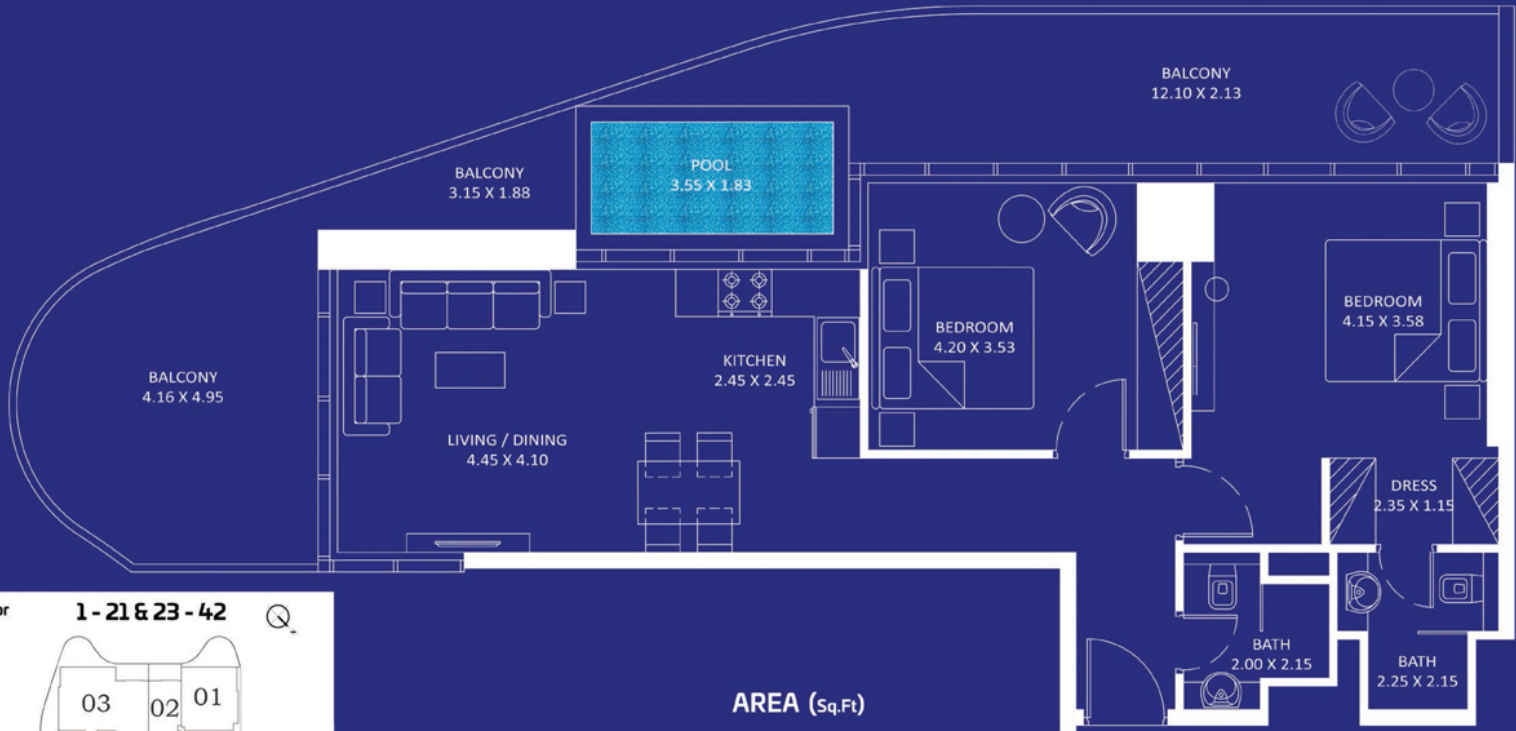 BALCONY
12.10 X 2.13
POOL
3.55 X 1.83
BALCONY
3.15 X 1.88
BEDROOM
4.15 X 3.58
BEDROOM
4.20 X 3.53
KITCHEN
2.45 X 2.45
BALCONY
4.16 X 4.95
LIVING / DINING
4.45 X 4.10
DRESS
2.35 X 1.15
1 - 21 & 23 - 42
03
02
01
BATH
2.00 X 2.15
BATH
2.25 X 2.15
AREA (Sq.Ft)